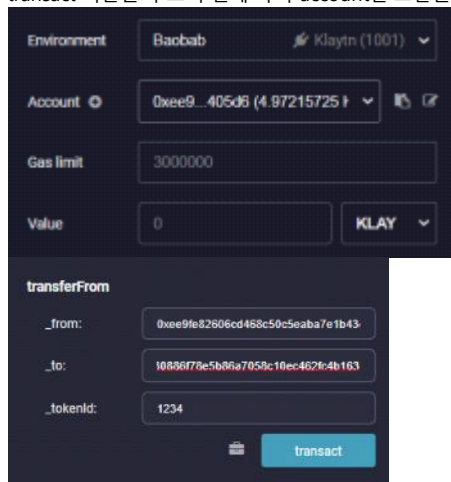 Environment Baobab Klaytn (1001)
Account 0xee9...405d6 (4.97215725 k
Gas limit 3000000
Value 0 KLAY
transferFrom
_from: 0xee9fe82606cd468c50c5eaba7e1b43
_to: 30886f78e5b86a7058c10ec462fc4b163
_tokenId: 1234
transact